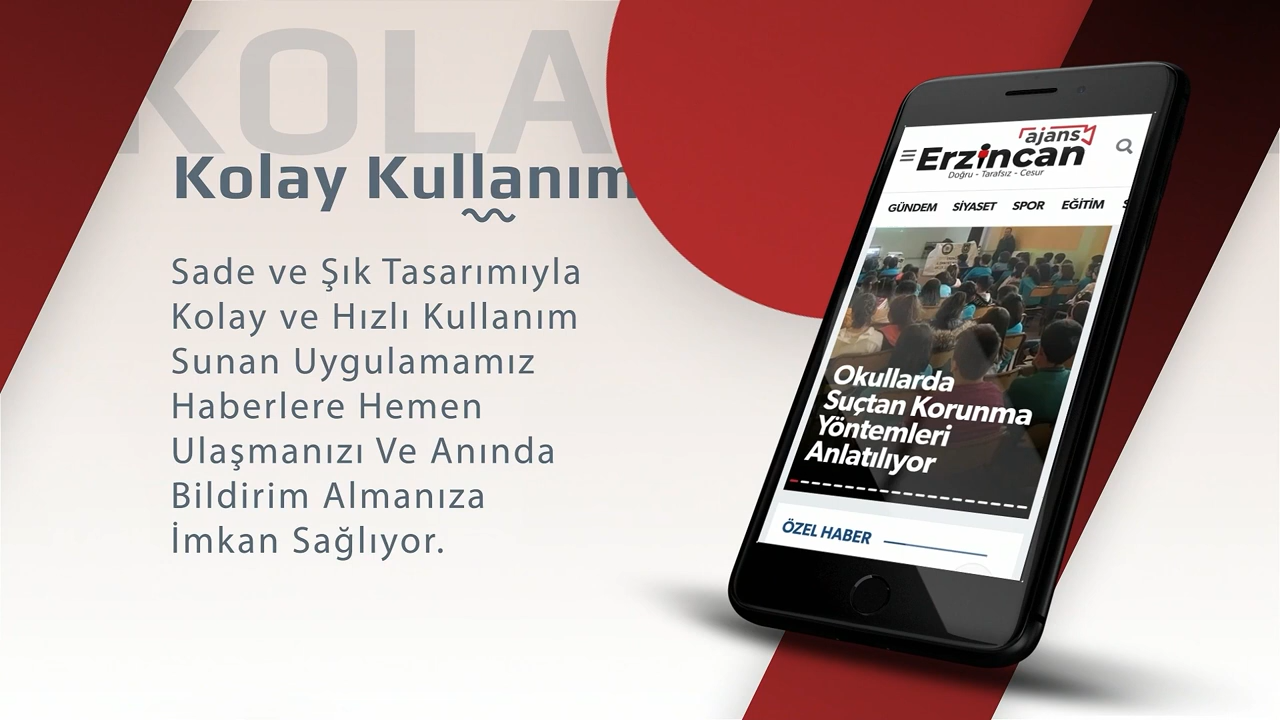 KOLA
Kolay Kullanım
Sade ve Şık Tasarımıyla
Kolay ve Hızlı Kullanım
Sunan Uygulamamız
Haberlere Hemen
Ulaşmanızı Ve Anında
Bildirim Almanıza
İmkan Sağlıyor.
ajans
Erzincan
Doğru - Tarafsız - Cesur
GÜNDEM SİYASET SPOR EĞİTİM S
Okullarda
Suçtan Korunma
Yöntemleri
Anlatılıyor
ÖZEL HABER